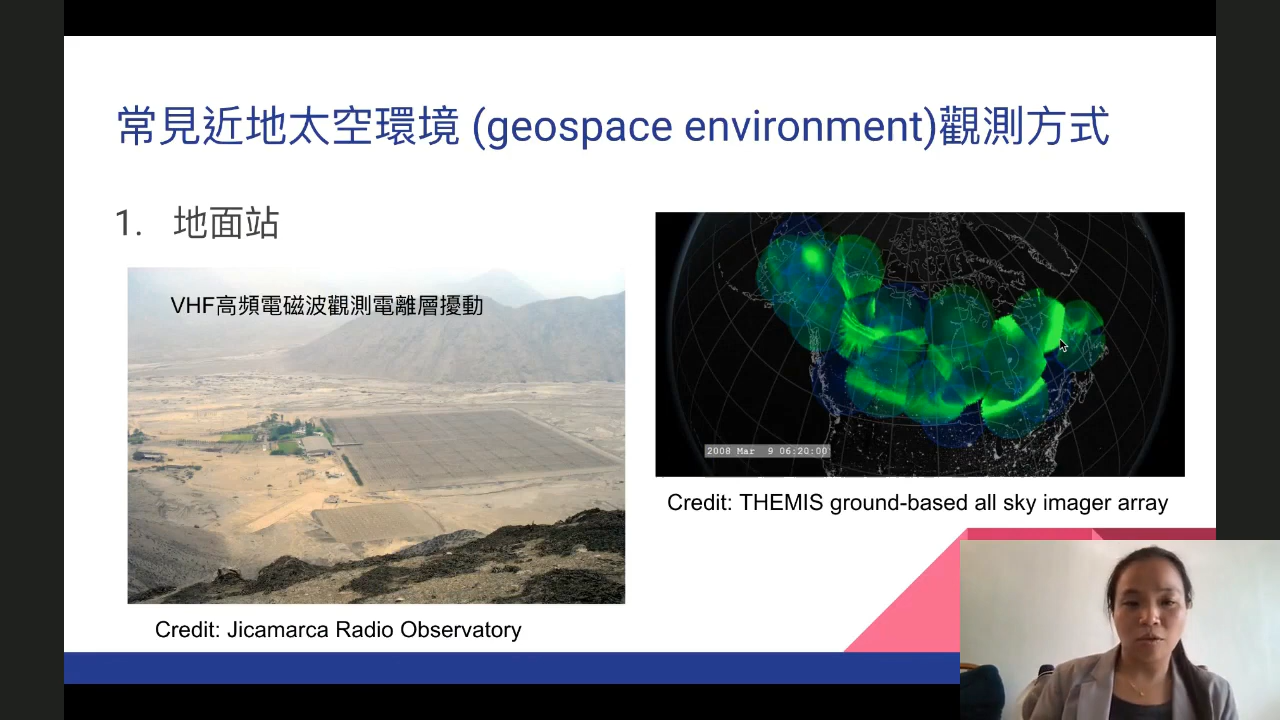 常見近地太空環境 (geospace environment)觀測方式
1. 地面站
VHF高頻電磁波觀測電離層擾動
Credit: Jicamarca Radio Observatory
2008 Mar 9 06:20:00
Credit: THEMIS ground-based all sky imager array